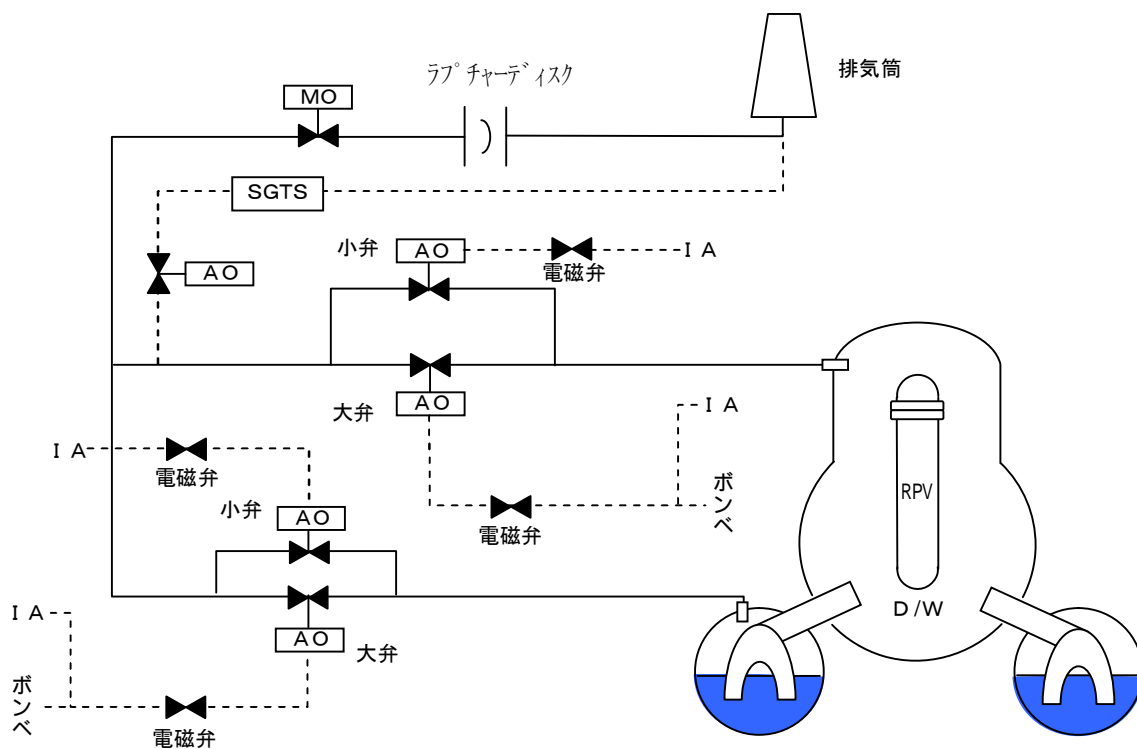 排気筒
ラプチャーディスク
MO
SGTS
小弁
AO
電磁弁
IA
AO
大弁
AO
IA
IA
電磁弁
ボンベ
RPV
小弁
AO
電磁弁
D/W
IA
AO
大弁
ボンベ
電磁弁